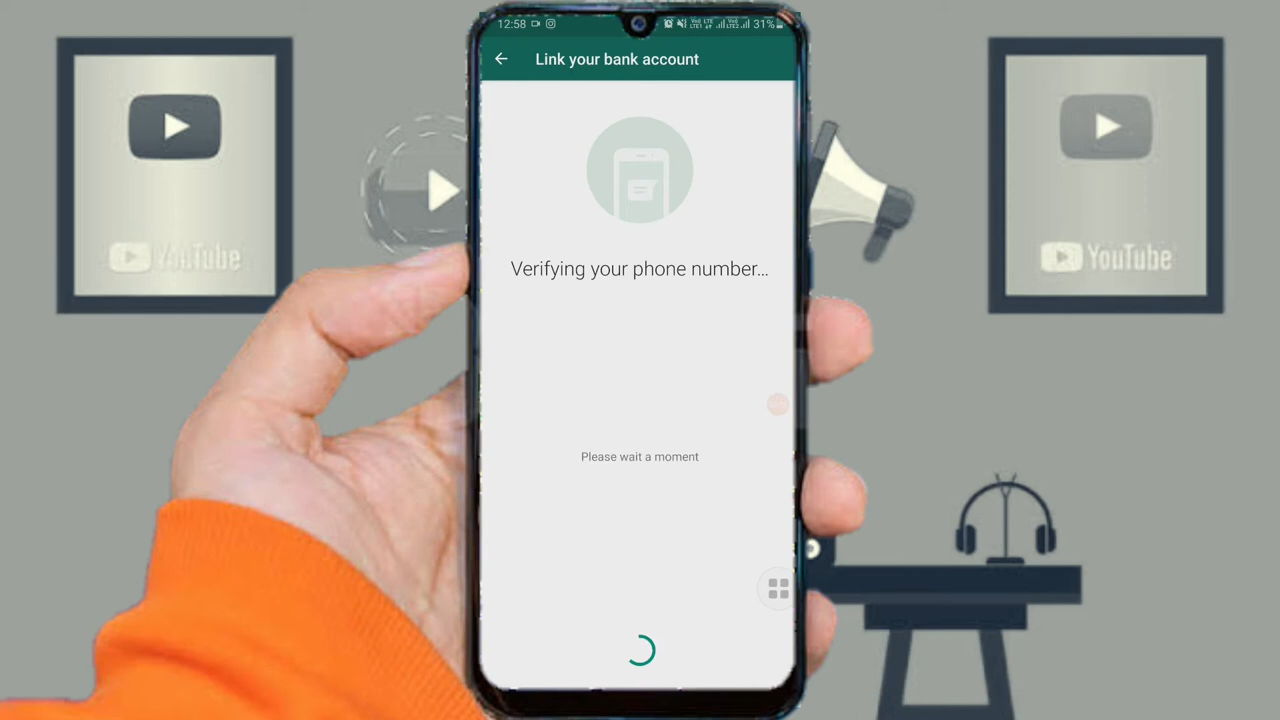 12:58
31%
Link your bank account
YouTube
YouTube
Verifying your phone number...
Please wait a moment